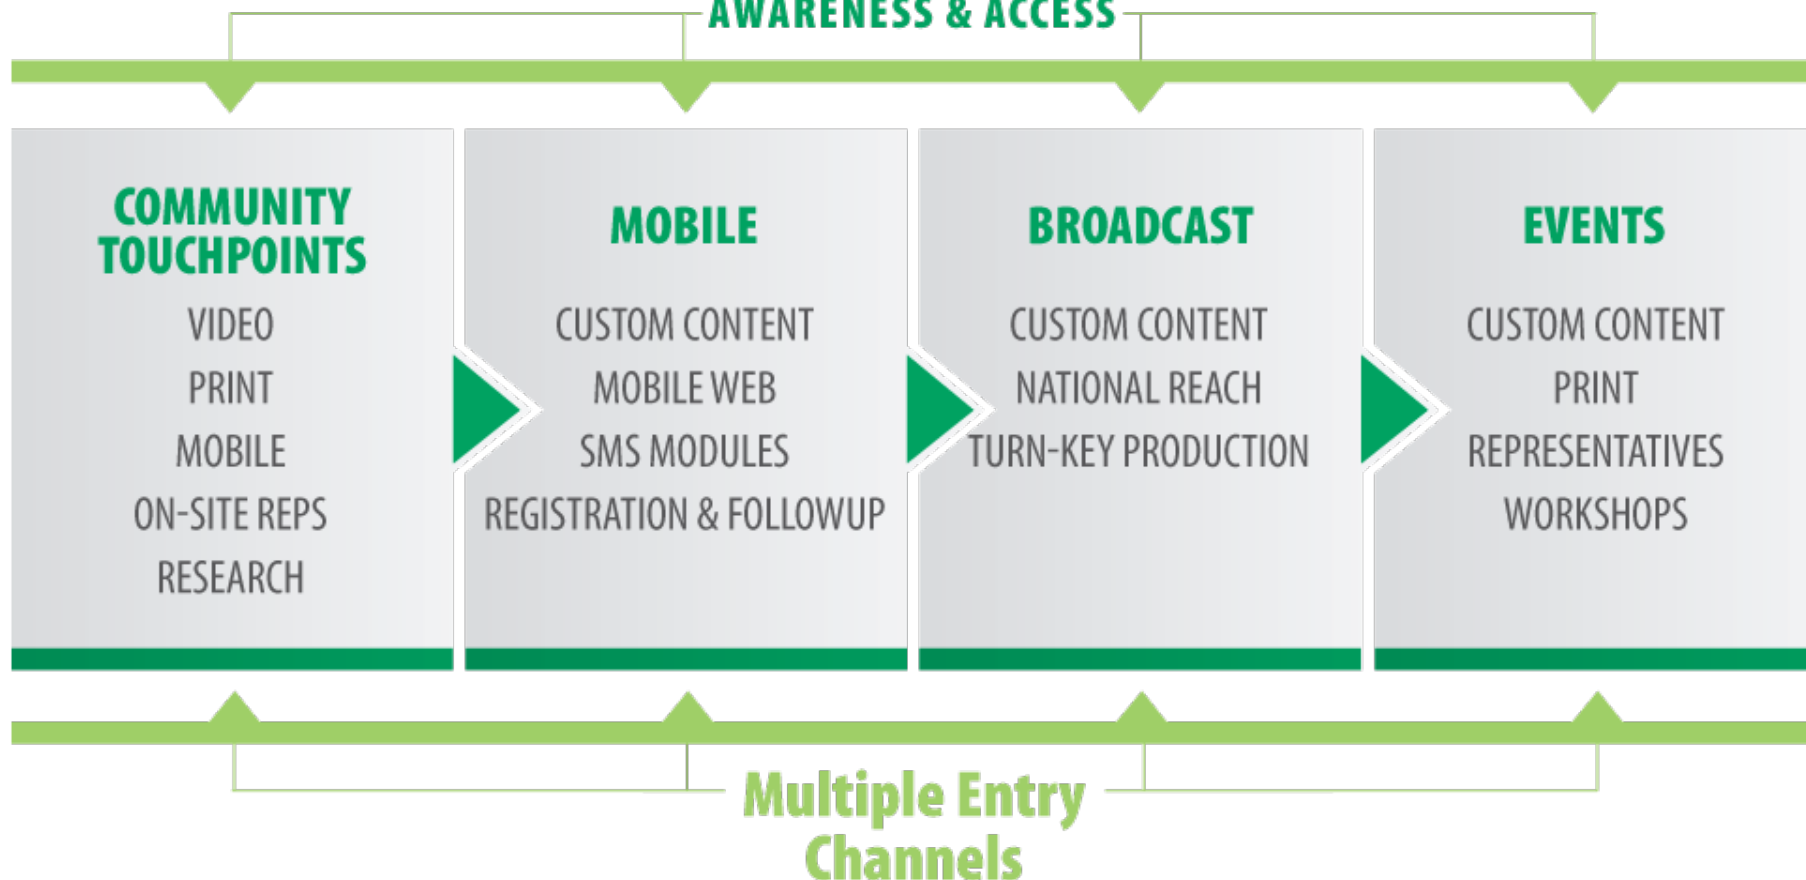 AWARENESS & ACCESS
COMMUNITY
TOUCHPOINTS
VIDEO
PRINT
MOBILE
ON-SITE REPS
RESEARCH
MOBILE
CUSTOM CONTENT
MOBILE WEB
SMS MODULES
REGISTRATION & FOLLOWUP
BROADCAST
CUSTOM CONTENT
NATIONAL REACH
TURN-KEY PRODUCTION
EVENTS
CUSTOM CONTENT
PRINT
REPRESENTATIVES
WORKSHOPS
Multiple Entry
Channels